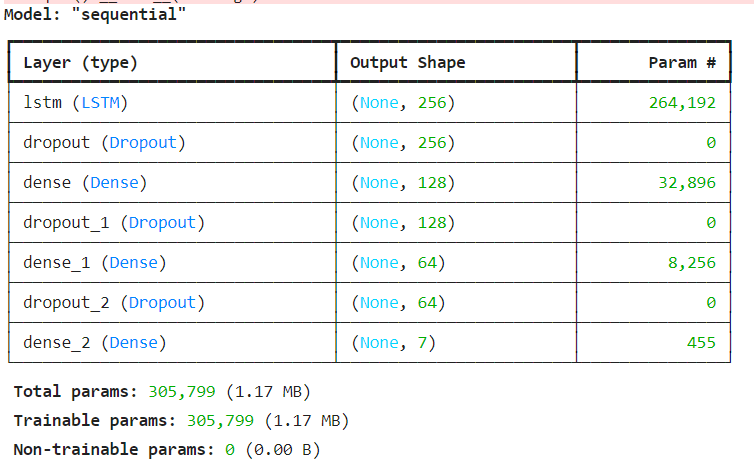 Model: "sequential"
Layer (type) Output Shape Param #
lstm (LSTM) (None, 256) 264,192
dropout (Dropout) (None, 256) 0
dense (Dense) (None, 128) 32,896
dropout_1 (Dropout) (None, 128) 0
dense_1 (Dense) (None, 64) 8,256
dropout_2 (Dropout) (None, 64) 0
dense_2 (Dense) (None, 7) 455
Total params: 305,799 (1.17 MB)
Trainable params: 305,799 (1.17 MB)
Non-trainable params: 0 (0.00 B)